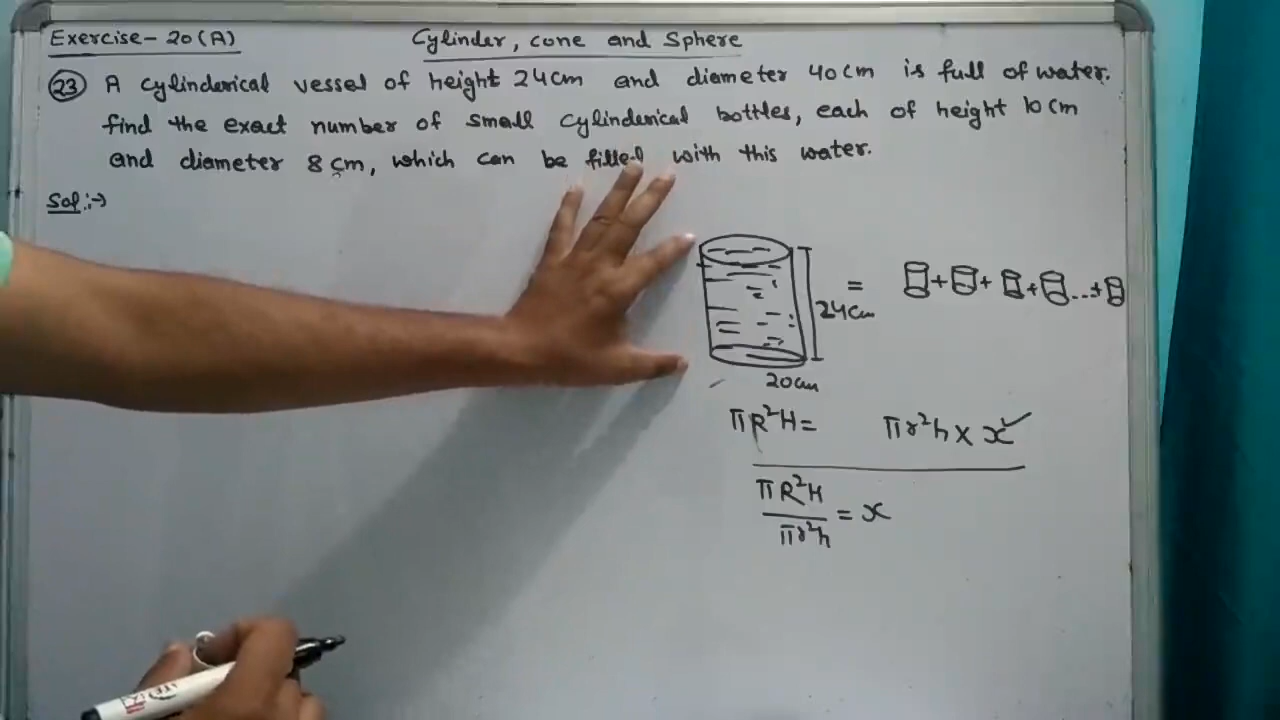 Exercise-20(A)
Cylinder, cone and Sphere
23 A cylinderical vessel of height 24cm and diameter 40cm is full of water.
find the exact number of small cylinderical bottles, each of height 10cm
and diameter 8cm, which can be filled with this water.
Sol:→
= + + + ...+
24cm
20cm
πR²H = πr²h × x
πR²H
πr²h
= x